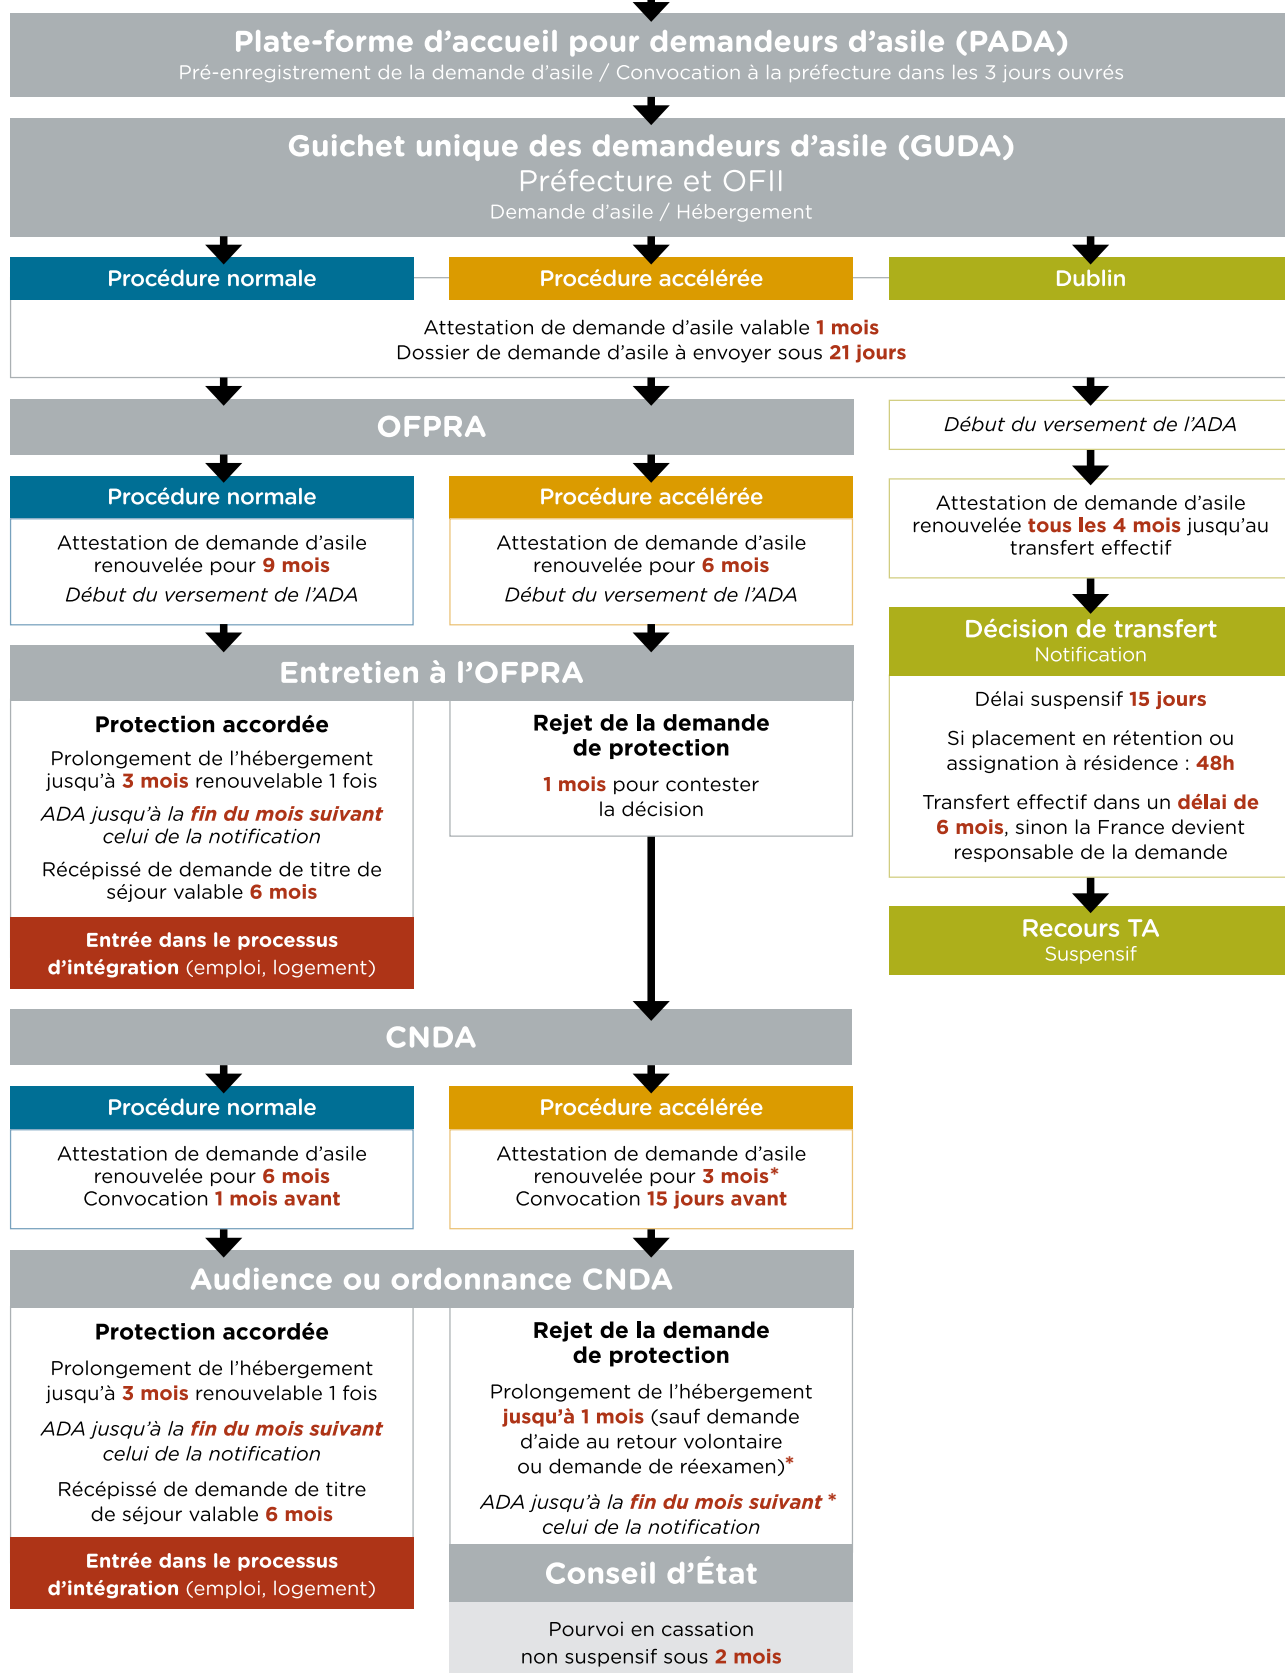 Plate-forme d'accueil pour demandeurs d'asile (PADA)
Pré-enregistrement de la demande d'asile / Convocation à la préfecture dans les 3 jours ouvrés
Guichet unique des demandeurs d'asile (GUDA)
Préfecture et OFII
Demande d'asile / Hébergement
Procédure normale
Procédure accélérée
Dublin
Attestation de demande d'asile valable 1 mois
Dossier de demande d'asile à envoyer sous 21 jours
OFPRA
Procédure normale
Attestation de demande d'asile
renouvelée pour 9 mois
Début du versement de l'ADA
Procédure accélérée
Attestation de demande d'asile
renouvelée pour 6 mois
Début du versement de l'ADA
Début du versement de l'ADA
Attestation de demande d'asile
renouvelée tous les 4 mois jusqu'au
transfert effectif
Décision de transfert
Notification
Délai suspensif 15 jours
Si placement en rétention ou
assignation à résidence : 48h
Transfert effectif dans un délai de
6 mois, sinon la France devient
responsable de la demande
Recours TA
Suspensif
Entretien à l'OFPRA
Protection accordée
Prolongement de l'hébergement
jusqu'à 3 mois renouvelable 1 fois
ADA jusqu'à la fin du mois suivant
celui de la notification
Récépissé de demande de titre de
séjour valable 6 mois
Entrée dans le processus
d'intégration (emploi, logement)
Rejet de la demande
de protection
1 mois pour contester
la décision
CNDA
Procédure normale
Attestation de demande d'asile
renouvelée pour 6 mois
Convocation 1 mois avant
Procédure accélérée
Attestation de demande d'asile
renouvelée pour 3 mois*
Convocation 15 jours avant
Audience ou ordonnance CNDA
Protection accordée
Prolongement de l'hébergement
jusqu'à 3 mois renouvelable 1 fois
ADA jusqu'à la fin du mois suivant
celui de la notification
Récépissé de demande de titre
de séjour valable 6 mois
Entrée dans le processus
d'intégration (emploi, logement)
Rejet de la demande
de protection
Prolongement de l'hébergement
jusqu'à 1 mois (sauf demande
d'aide au retour volontaire
ou demande de réexamen)*
ADA jusqu'à la fin du mois suivant *
celui de la notification
Conseil d'État
Pourvoi en cassation
non suspensif sous 2 mois